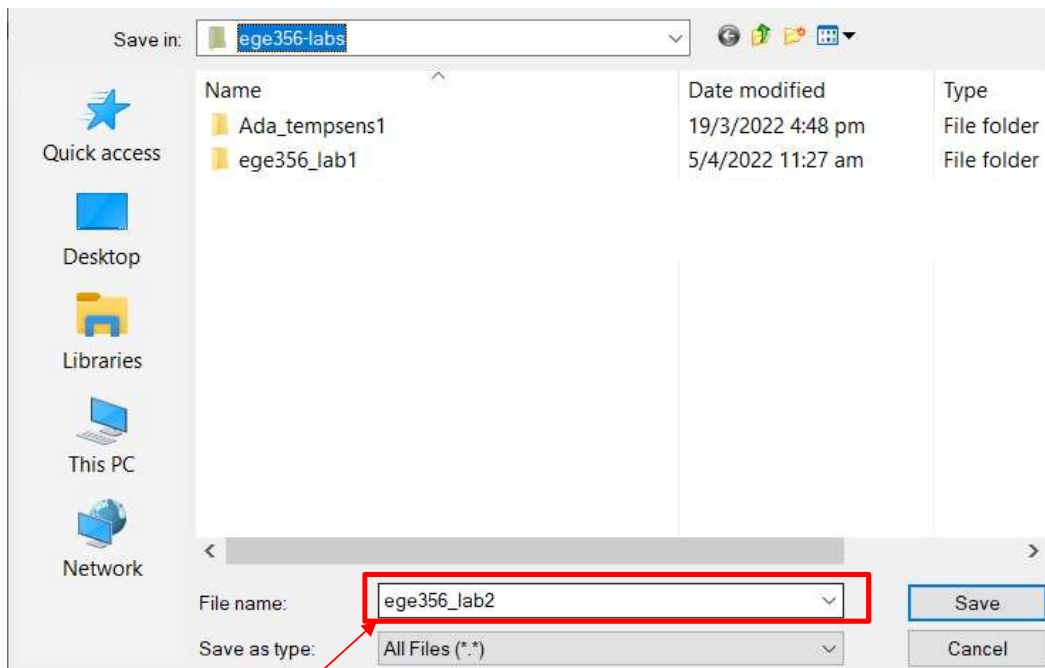 Save in: ege356-labs
Name Date modified Type
Ada_tempsens1 19/3/2022 4:48 pm File folder
ege356_lab1 5/4/2022 11:27 am File folder
Quick access
Desktop
Libraries
This PC
Network
File name: ege356_lab2 Save
Save as type: All Files (*.*) Cancel